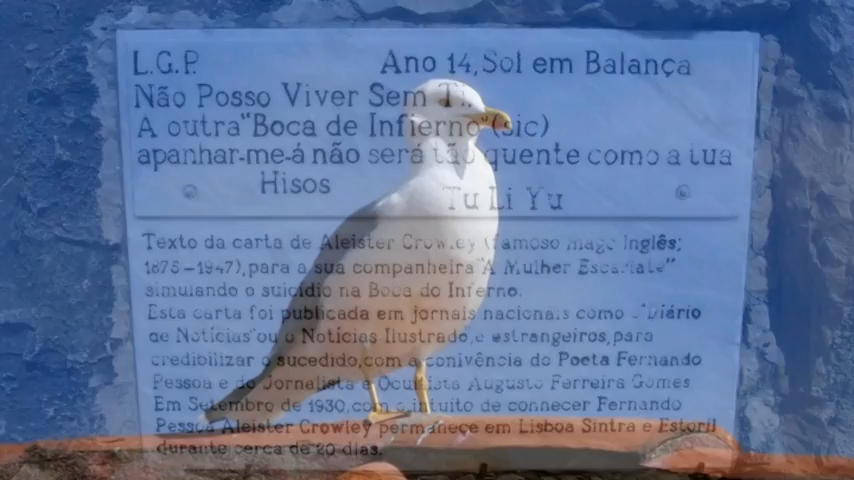 L.G.P. Ano 14, Sol em Balança
Não Posso Viver Sem Ti.
A outra "Boca de Infierno" (sic)
apanhar-me-á não será tão quente como a tua
Hisos
Tu Li Yu
Texto da carta de Aleister Crowley (famoso mago Inglês;
1875-1947), para a sua companheira "A Mulher Escarlate"
simulando o suicídio na Boca do Inferno.
Esta carta foi publicada em jornais nacionais como o "Diário
de Notícias" ou o Notícias Ilustrado, e estrangeiros, para
credibilizar o sucedido, com a conivência do Poeta Fernando
Pessoa e do Jornalista e Ocultista Augusto Ferreira Gomes
Em Setembro de 1930, com o intuito de connecer Fernando
Pessoa Aleister Crowley permanece em Lisboa Sintra e Estoril
durante cerca de 20 dias.